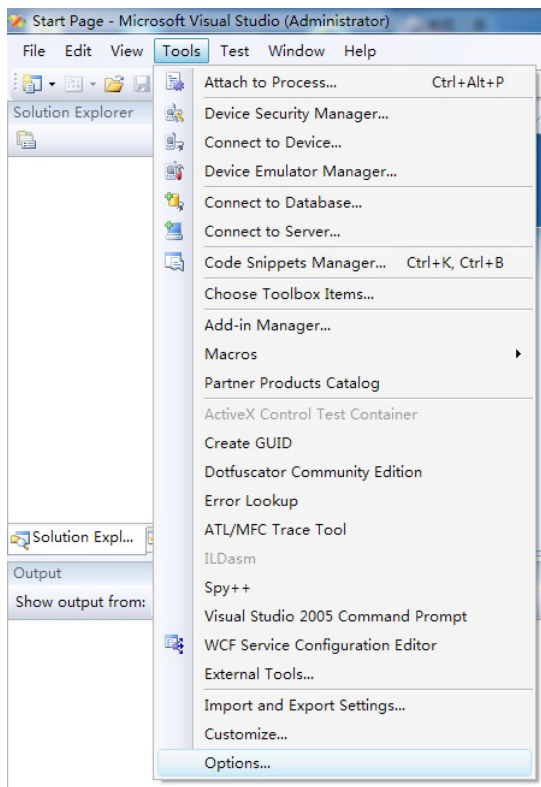 Start Page - Microsoft Visual Studio (Administrator)
File Edit View Tools Test Window Help
Solution Explorer
Attach to Process... Ctrl+Alt+P
Device Security Manager...
Connect to Device...
Device Emulator Manager...
Connect to Database...
Connect to Server...
Code Snippets Manager... Ctrl+K, Ctrl+B
Choose Toolbox Items...
Add-in Manager...
Macros
Partner Products Catalog
ActiveX Control Test Container
Create GUID
Dotfuscator Community Edition
Error Lookup
ATL/MFC Trace Tool
ILDasm
Spy++
Visual Studio 2005 Command Prompt
WCF Service Configuration Editor
External Tools...
Import and Export Settings...
Customize...
Options...
Solution Expl...
Output
Show output from: